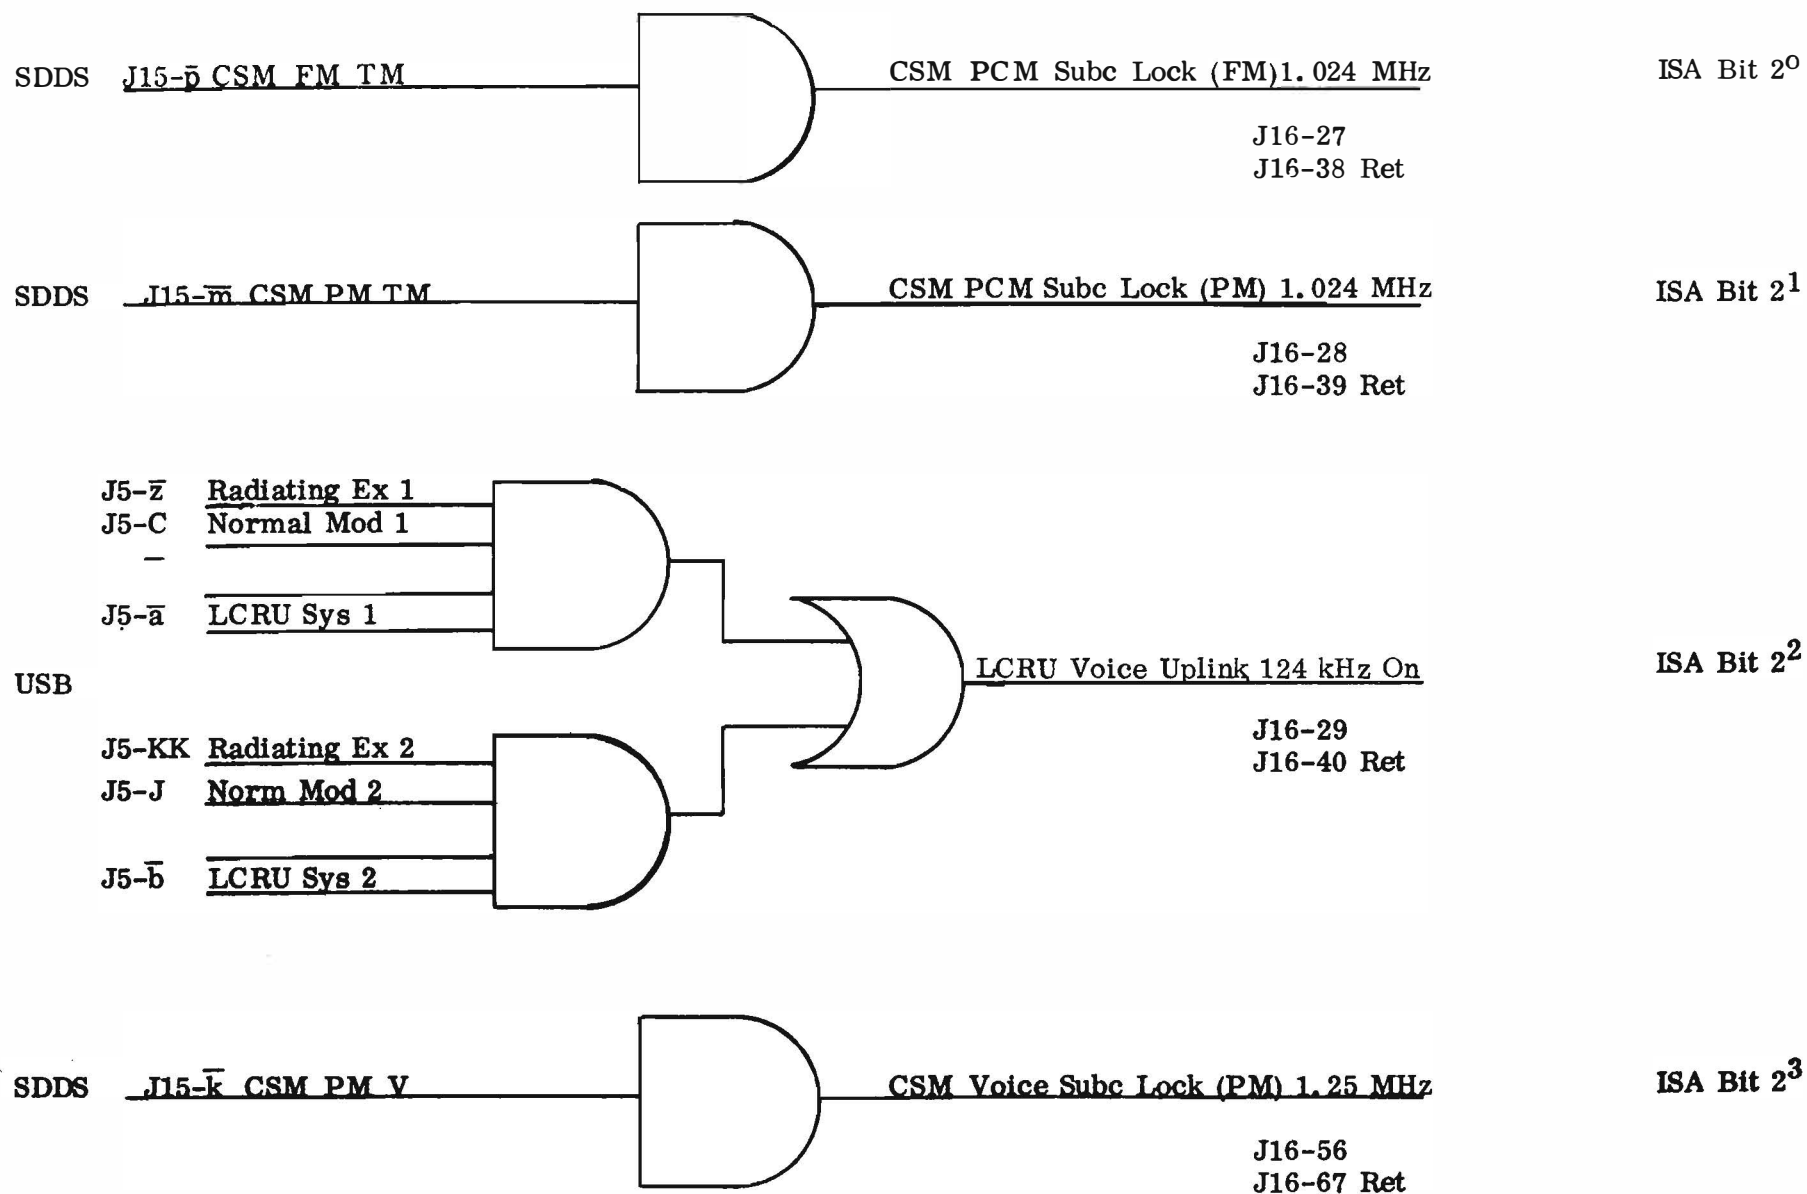 SDDS J15-p̄ CSM FM TM CSM PCM Subc Lock (FM)1.024 MHz ISA Bit 2⁰
J16-27
J16-38 Ret
SDDS J15-m̄ CSM PM TM CSM PCM Subc Lock (PM) 1.024 MHz ISA Bit 2¹
J16-28
J16-39 Ret
J5-z̄ Radiating Ex 1
J5-C Normal Mod 1
—
J5-ā LCRU Sys 1
USB LCRU Voice Uplink 124 kHz On ISA Bit 2²
J16-29
J16-40 Ret
J5-KK Radiating Ex 2
J5-J Norm Mod 2
J5-b̄ LCRU Sys 2
SDDS J15-k̄ CSM PM V CSM Voice Subc Lock (PM) 1.25 MHz ISA Bit 2³
J16-56
J16-67 Ret